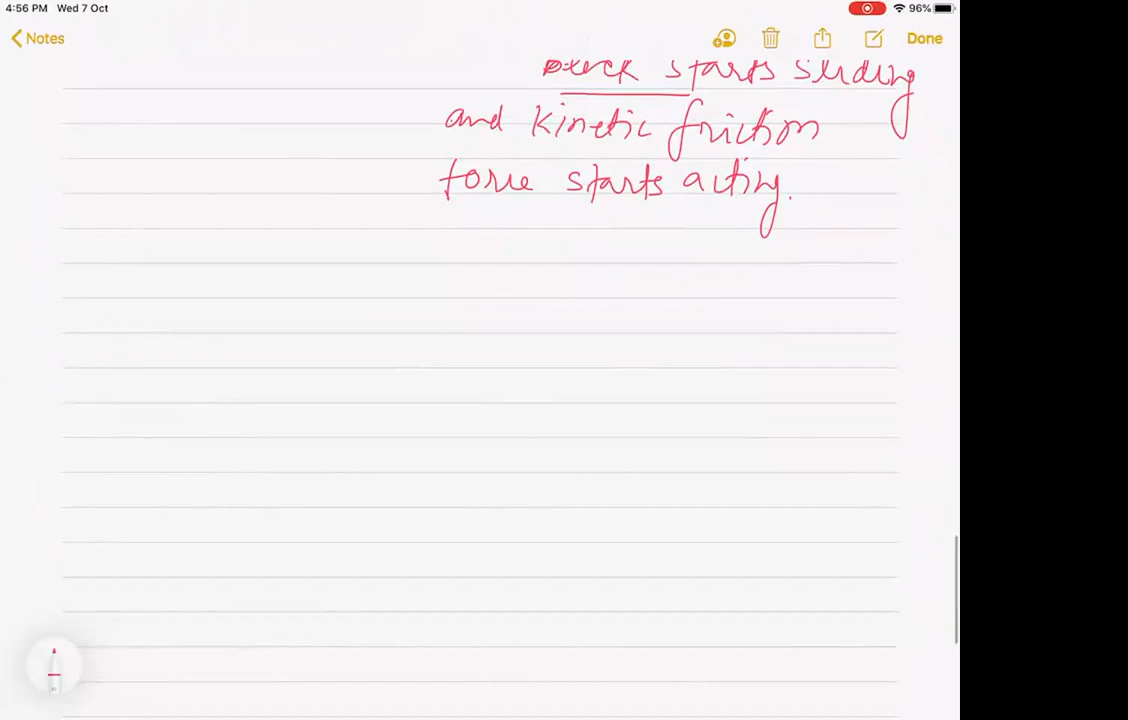 4:56 PM Wed 7 Oct
96%
Notes
Done
block starts sliding
and kinetic friction
force starts acting.